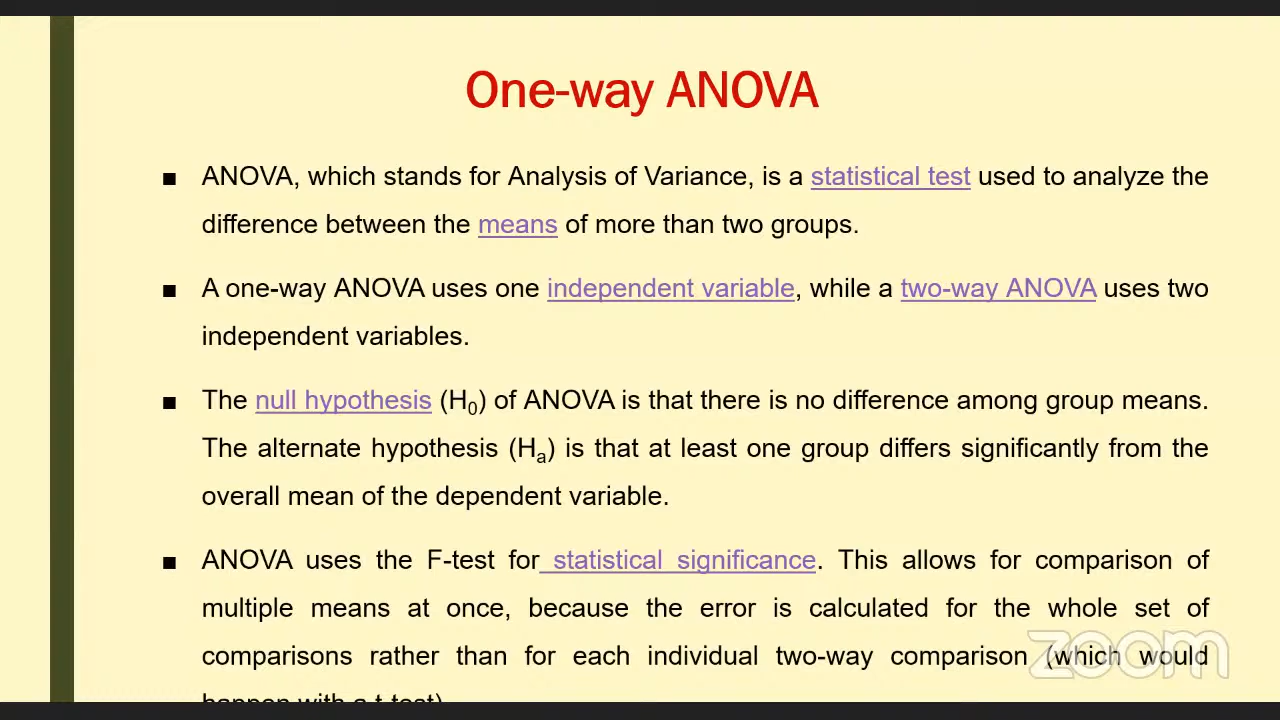 One-way ANOVA
■ ANOVA, which stands for Analysis of Variance, is a statistical test used to analyze the
difference between the means of more than two groups.
■ A one-way ANOVA uses one independent variable, while a two-way ANOVA uses two
independent variables.
■ The null hypothesis (H₀) of ANOVA is that there is no difference among group means.
The alternate hypothesis (Hₐ) is that at least one group differs significantly from the
overall mean of the dependent variable.
■ ANOVA uses the F-test for statistical significance. This allows for comparison of
multiple means at once, because the error is calculated for the whole set of
comparisons rather than for each individual two-way comparison (which would
happen with a t-test)
zoom